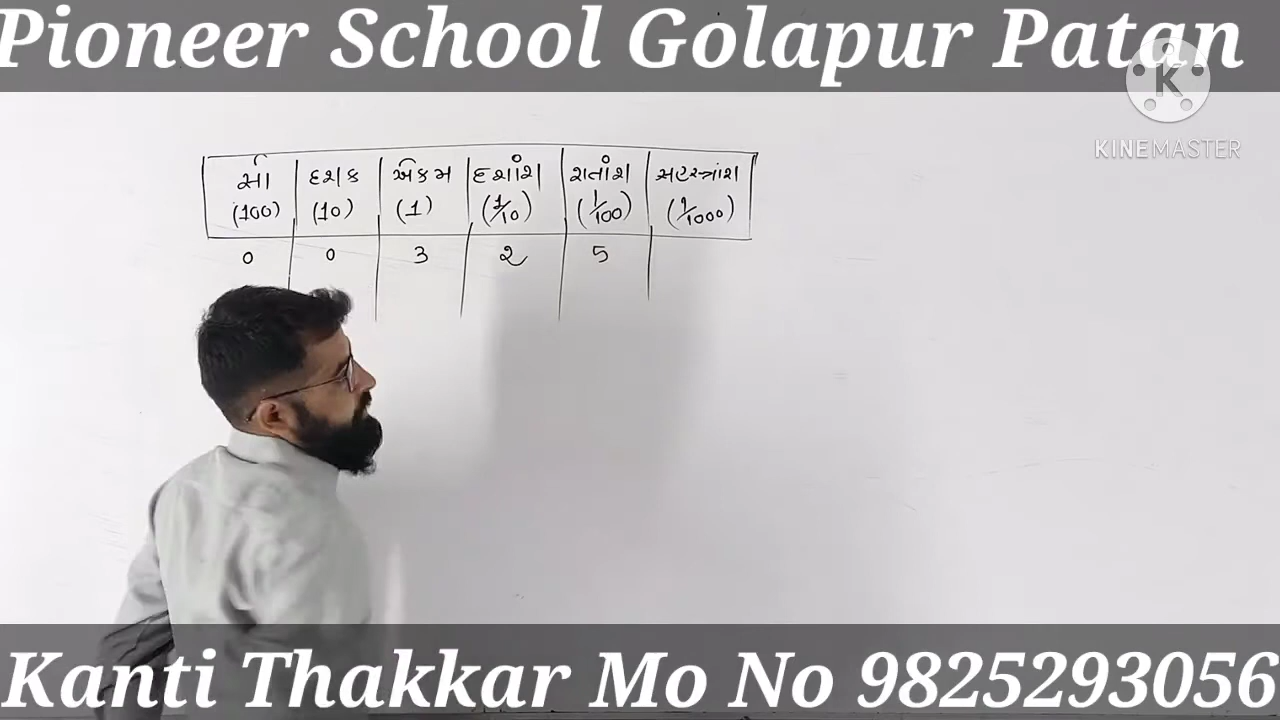 Pioneer School Golapur Patan
K
KINEMASTER
સો દશક એકમ દશાંશ શતાંશ સહસ્ત્રાંશ
(100) (10) (1) (1/10) (1/100) (1/1000)
0 0 3 2 5
Kanti Thakkar Mo No 9825293056